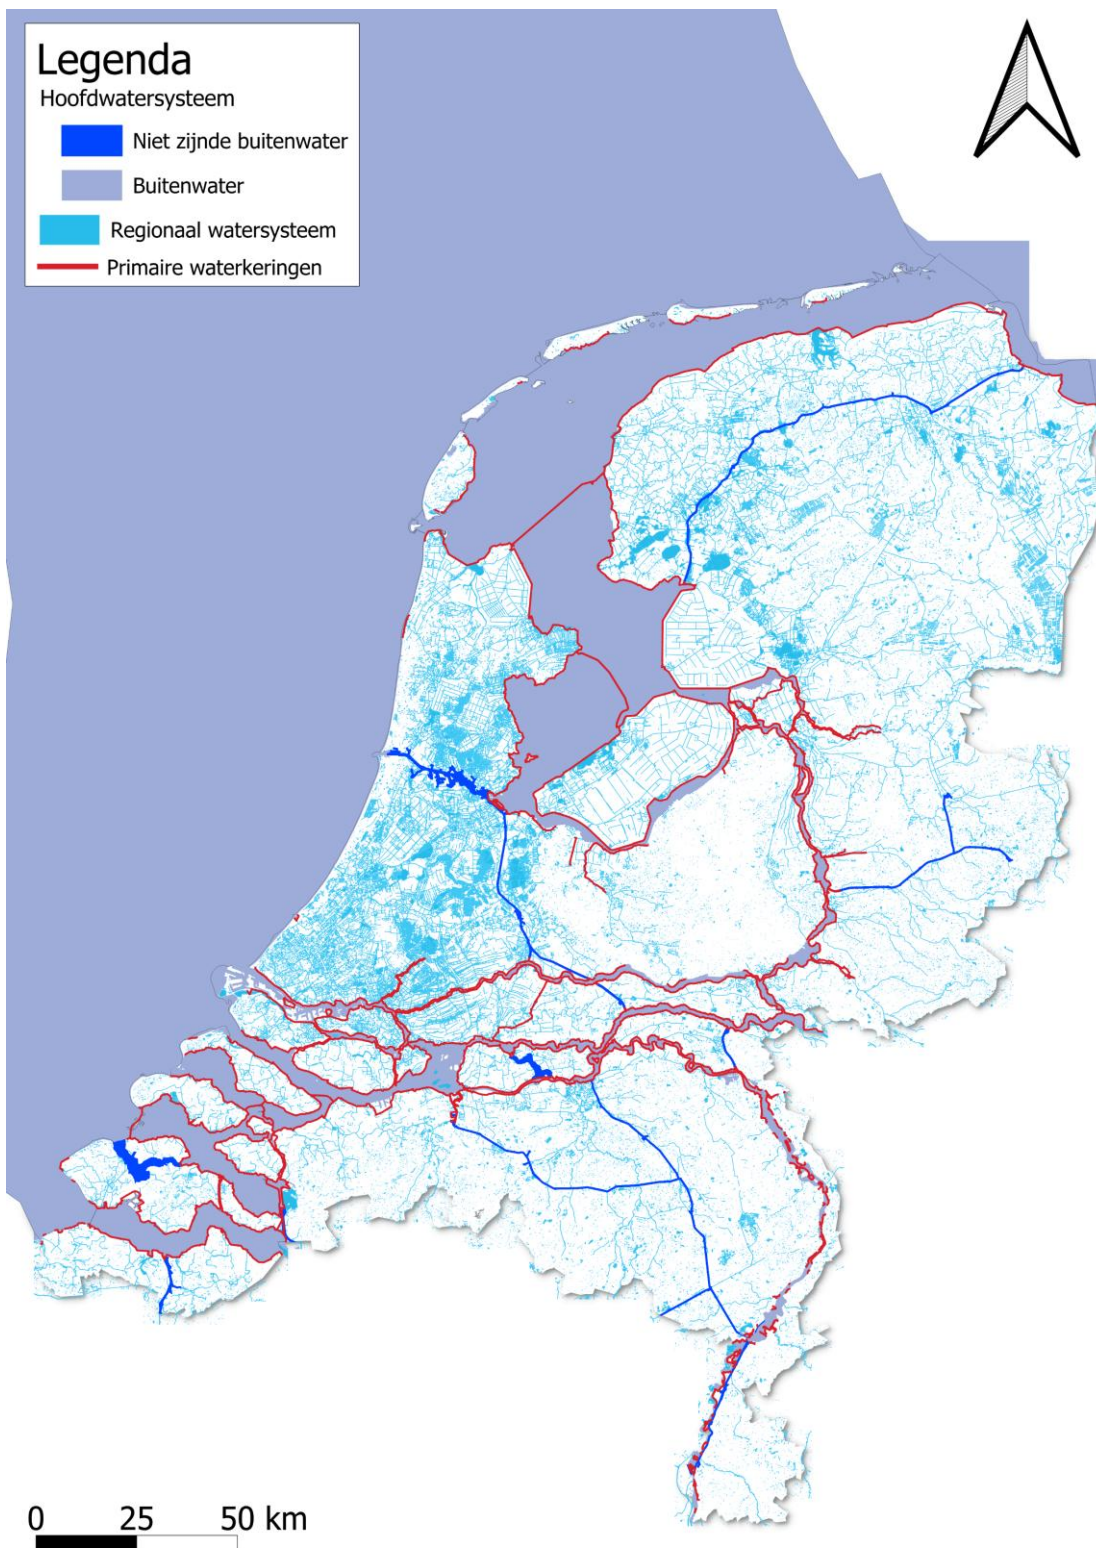 Legenda
Hoofdwatersysteem
Niet zijnde buitenwater
Buitenwater
Regionaal watersysteem
Primaire waterkeringen
0 25 50 km